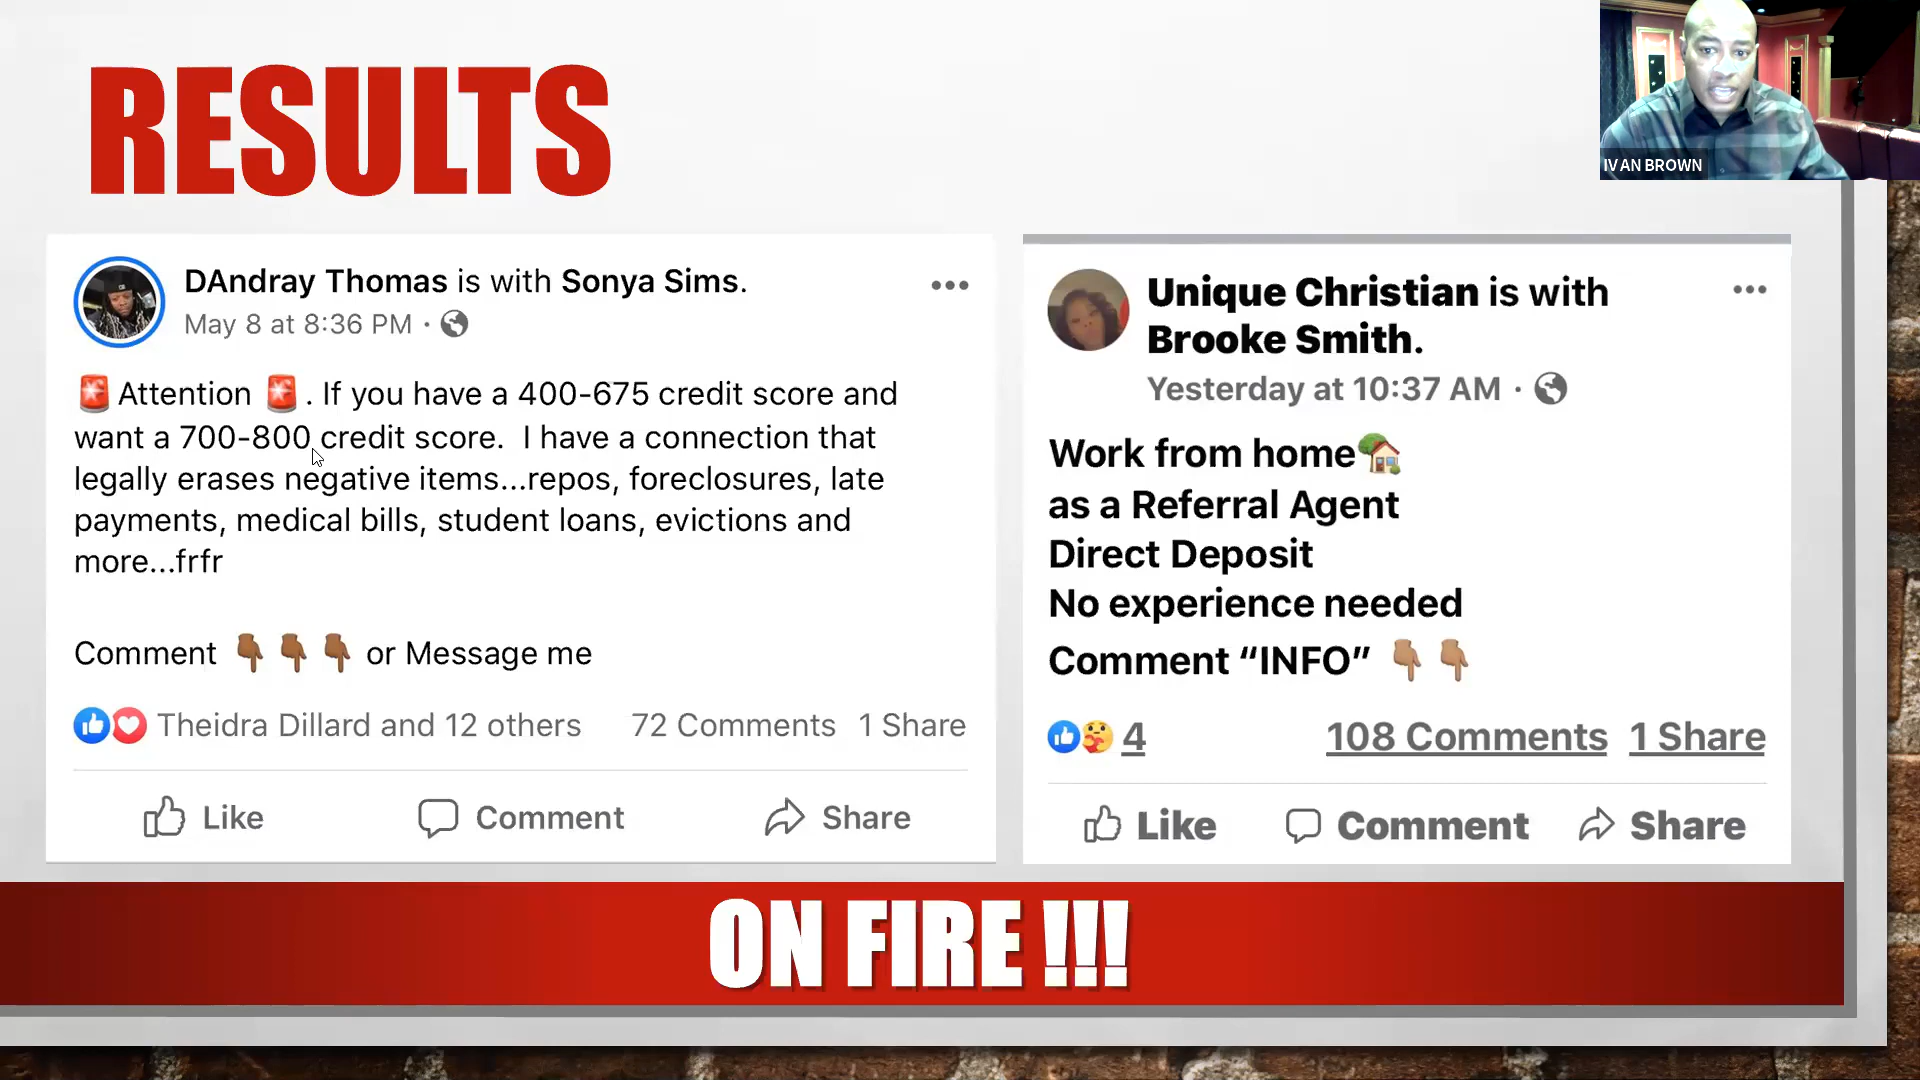 RESULTS
IVAN BROWN
DAndray Thomas is with Sonya Sims.
May 8 at 8:36 PM ·
Attention . If you have a 400-675 credit score and
want a 700-800 credit score. I have a connection that
legally erases negative items...repos, foreclosures, late
payments, medical bills, student loans, evictions and
more...frfr
Comment 👇🏾👇🏾👇🏾 or Message me
Theidra Dillard and 12 others 72 Comments 1 Share
Like Comment Share
Unique Christian is with
Brooke Smith.
Yesterday at 10:37 AM ·
Work from home🏡
as a Referral Agent
Direct Deposit
No experience needed
Comment “INFO” 👇🏽👇🏽
4 108 Comments 1 Share
Like Comment Share
ON FIRE !!!